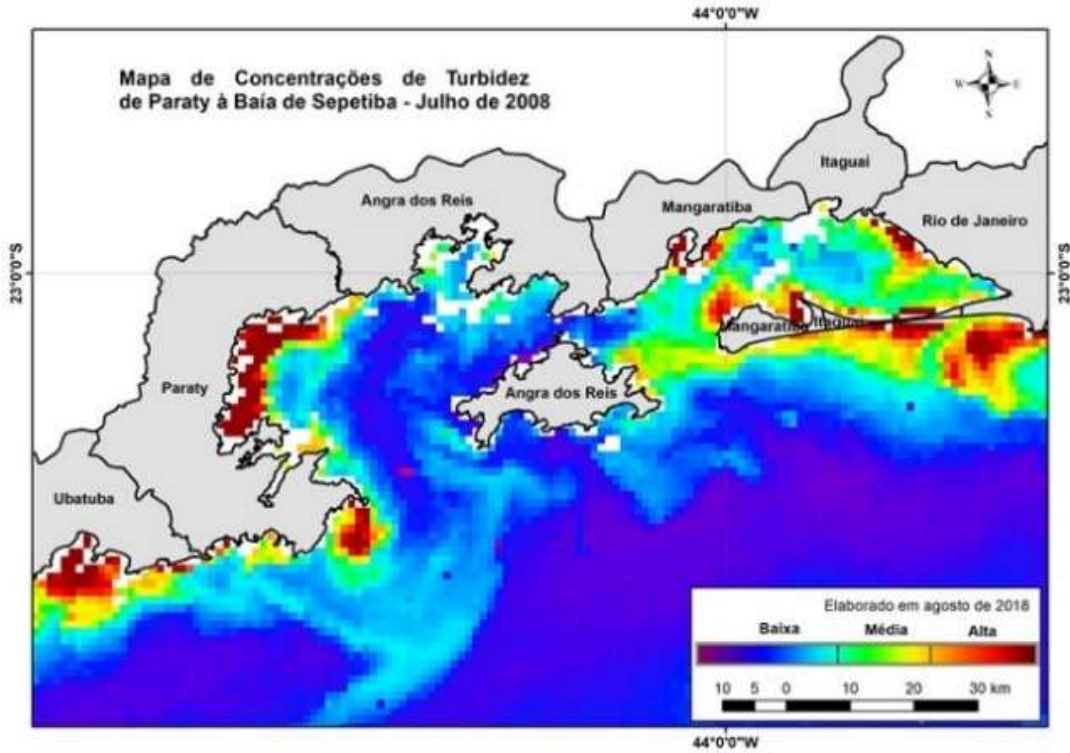 44°0'0"W
Mapa de Concentrações de Turbidez
de Paraty à Baía de Sepetiba - Julho de 2008
N
W E
S
Itaguaí
Angra dos Reis
Mangaratiba
Rio de Janeiro
23°0'0"S
23°0'0"S
Mangaratiba
Itaguaí
Paraty
Angra dos Reis
Ubatuba
Elaborado em agosto de 2018
Baixa Média Alta
10 5 0 10 20 30 km
44°0'0"W